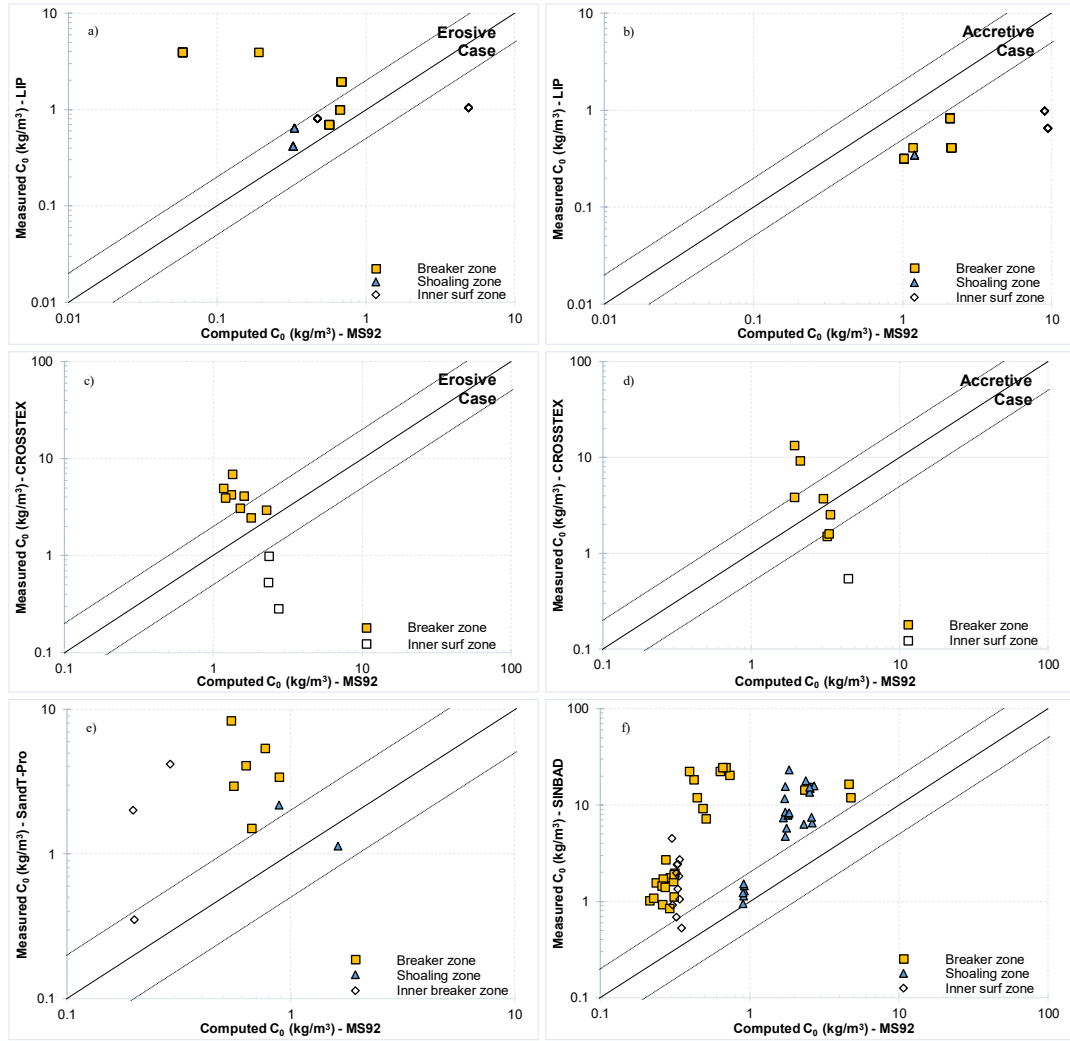 a)
Erosive
Case
10
1
0.1
0.01
Measured C₀ (kg/m³) - LIP
Breaker zone
Shoaling zone
Inner surf zone
0.01
0.1
1
10
Computed C₀ (kg/m³) - MS92
b)
Accretive
Case
10
1
0.1
0.01
Measured C₀ (kg/m³) - LIP
Breaker zone
Shoaling zone
Inner surf zone
0.01
0.1
1
10
Computed C₀ (kg/m³) - MS92
c)
Erosive
Case
100
10
1
0.1
Measured C₀ (kg/m³) - CROSSTEX
Breaker zone
Inner surf zone
0.1
1
10
100
Computed C₀ (kg/m³) - MS92
d)
Accretive
Case
100
10
1
0.1
Measured C₀ (kg/m³) - CROSSTEX
Breaker zone
Inner surf zone
0.1
1
10
100
Computed C₀ (kg/m³) - MS92
e)
10
1
0.1
Measured C₀ (kg/m³) - SandT-Pro
Breaker zone
Shoaling zone
Inner breaker zone
0.1
1
10
Computed C₀ (kg/m³) - MS92
f)
100
10
1
0.1
Measured C₀ (kg/m³) - SINBAD
Breaker zone
Shoaling zone
Inner surf zone
0.1
1
10
100
Computed C₀ (kg/m³) - MS92